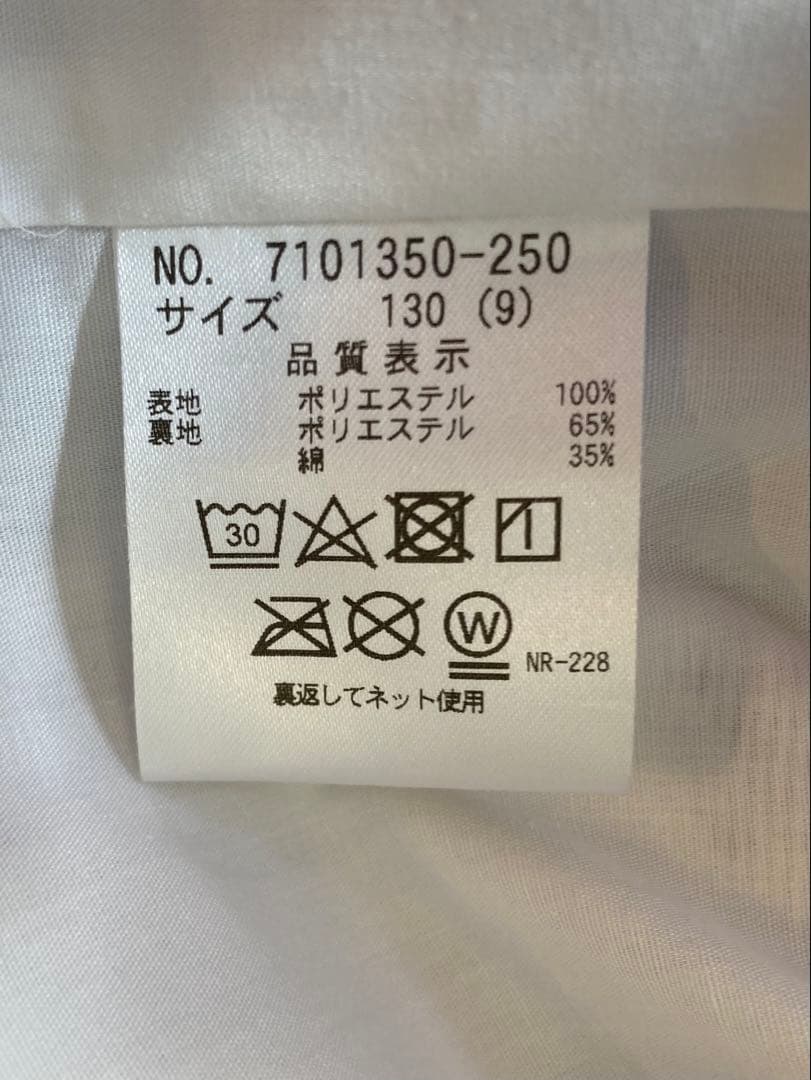 NO. 7101350-250
サイズ 130 (9)
品質表示
表地 ポリエステル 100%
裏地 ポリエステル 65%
綿 35%
30
W NR-228
裏返してネット使用